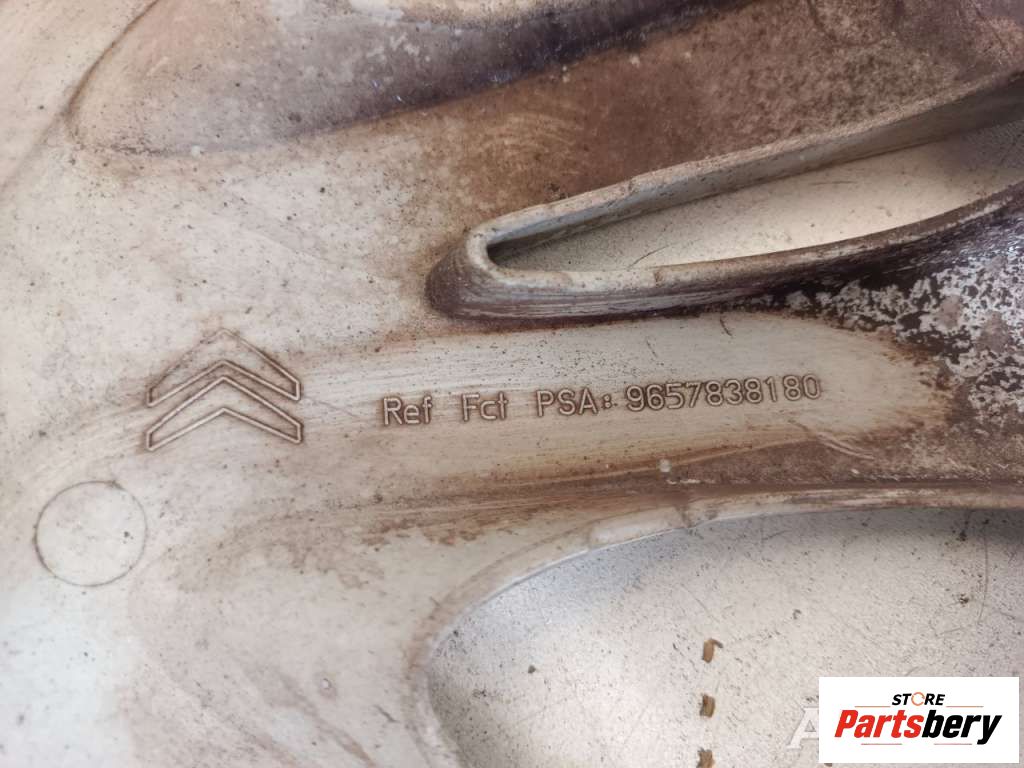 Ref Fct PSA: 9657838180
STORE
Partsbery